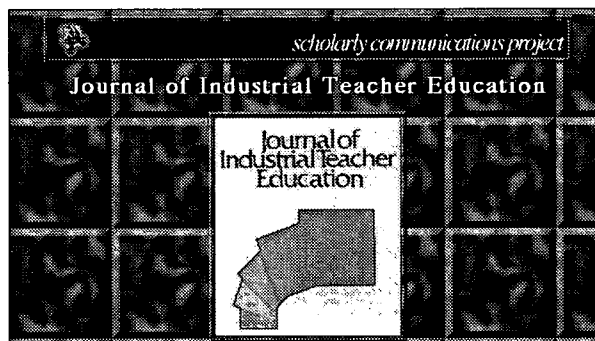 scholarly communications project
Journal of Industrial Teacher Education
Journal of
Industrial Teacher
Education